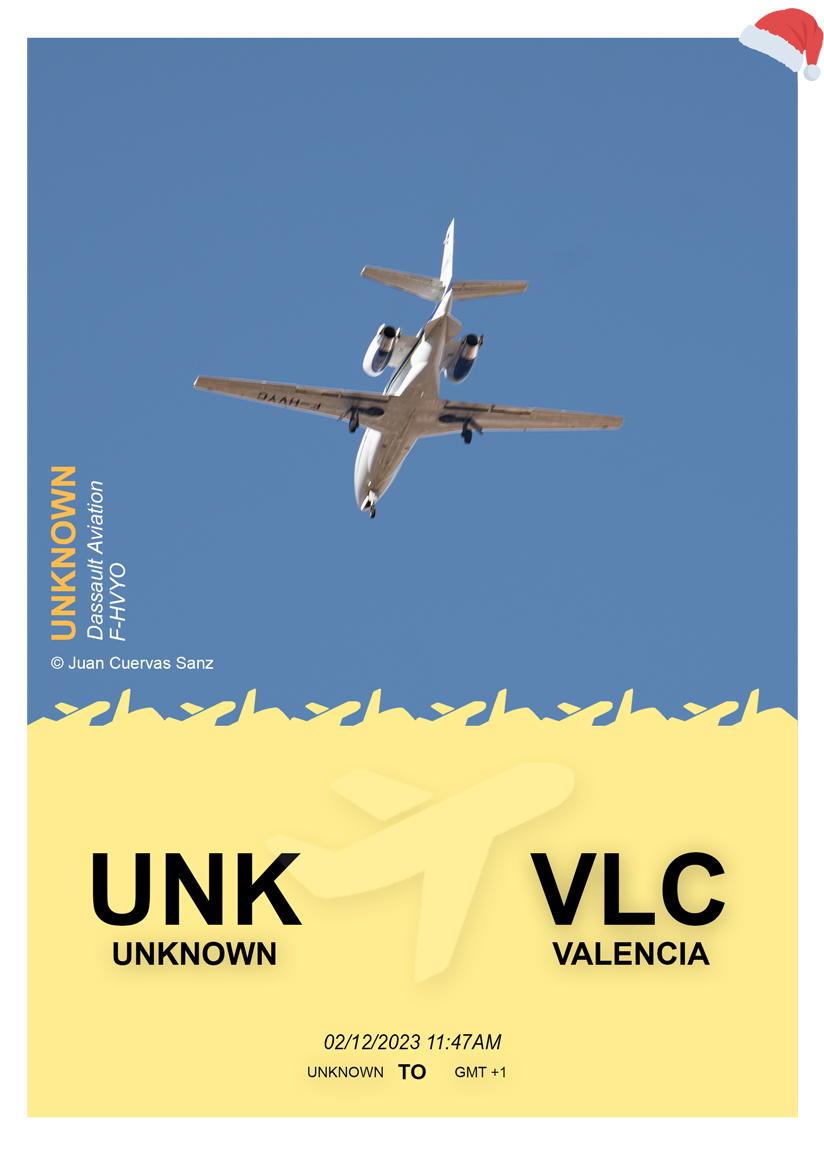 UNKNOWN
Dassault Aviation
F-HVYO
© Juan Cuervas Sanz
UNK
UNKNOWN
VLC
VALENCIA
02/12/2023 11:47AM
UNKNOWN TO GMT +1